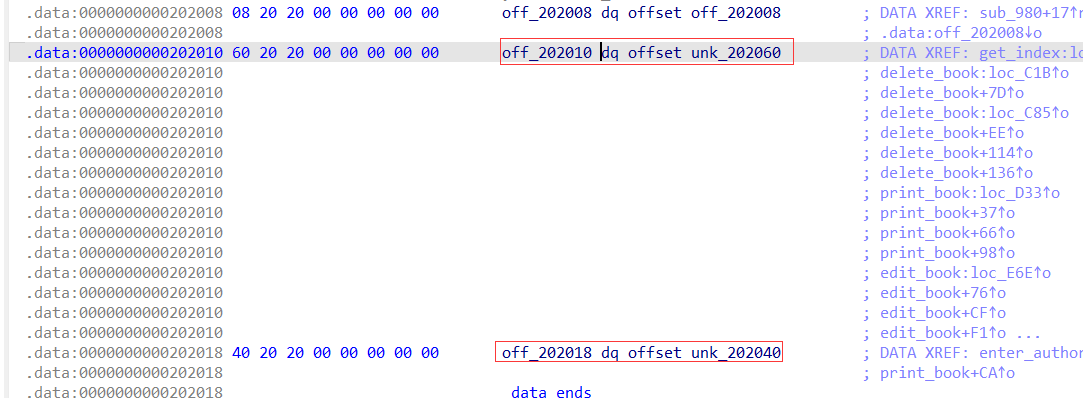 .data:0000000000202008 08 20 20 00 00 00 00 00 off_202008 dq offset off_202008 ; DATA XREF: sub_980+17↑r
.data:0000000000202008 ; .data:off_202008↓o
.data:0000000000202010 60 20 20 00 00 00 00 00 off_202010 dq offset unk_202060 ; DATA XREF: get_index:lo
.data:0000000000202010 ; delete_book:loc_C1B↑o
.data:0000000000202010 ; delete_book+7D↑o
.data:0000000000202010 ; delete_book:loc_C85↑o
.data:0000000000202010 ; delete_book+EE↑o
.data:0000000000202010 ; delete_book+114↑o
.data:0000000000202010 ; delete_book+136↑o
.data:0000000000202010 ; print_book:loc_D33↑o
.data:0000000000202010 ; print_book+37↑o
.data:0000000000202010 ; print_book+66↑o
.data:0000000000202010 ; print_book+98↑o
.data:0000000000202010 ; edit_book:loc_E6E↑o
.data:0000000000202010 ; edit_book+76↑o
.data:0000000000202010 ; edit_book+CF↑o
.data:0000000000202010 ; edit_book+F1↑o ...
.data:0000000000202018 40 20 20 00 00 00 00 00 off_202018 dq offset unk_202040 ; DATA XREF: enter_author
.data:0000000000202018 ; print_book+CA↑o
.data:0000000000202018 data ends